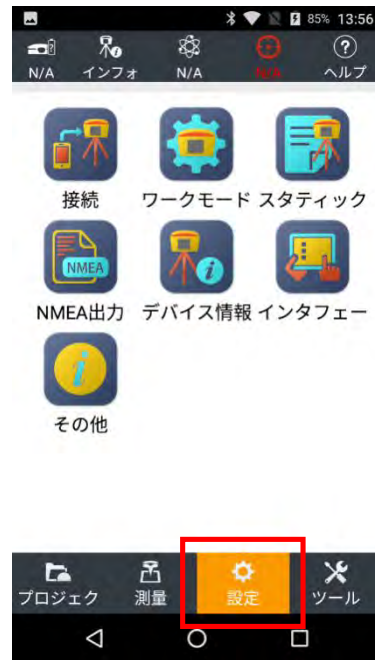 85% 13:56
N/A インフォ N/A N/A ヘルプ
接続 ワークモード スタティック
NMEA
NMEA出力 デバイス情報 インタフェー
その他
プロジェク 測量 設定 ツール